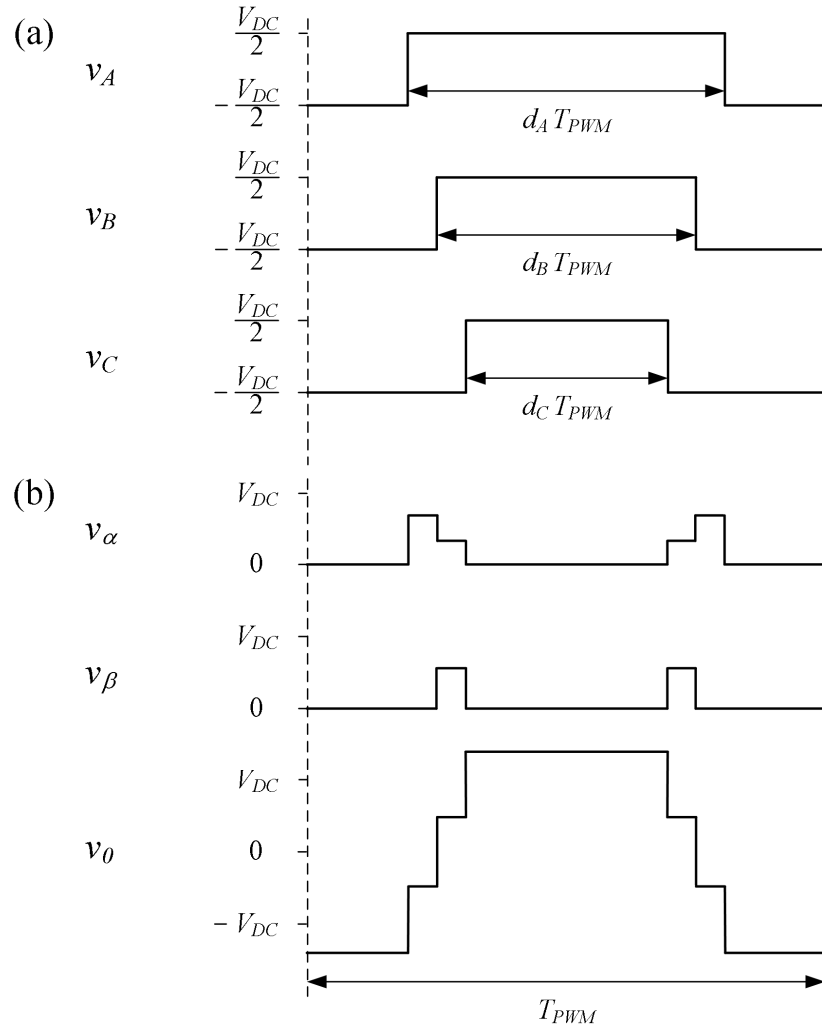 (a)
v_A
V_DC/2
- V_DC/2
d_A T_PWM
v_B
V_DC/2
- V_DC/2
d_B T_PWM
v_C
V_DC/2
- V_DC/2
d_C T_PWM
(b)
v_α
V_DC
0
v_β
V_DC
0
v_0
V_DC
0
- V_DC
T_PWM